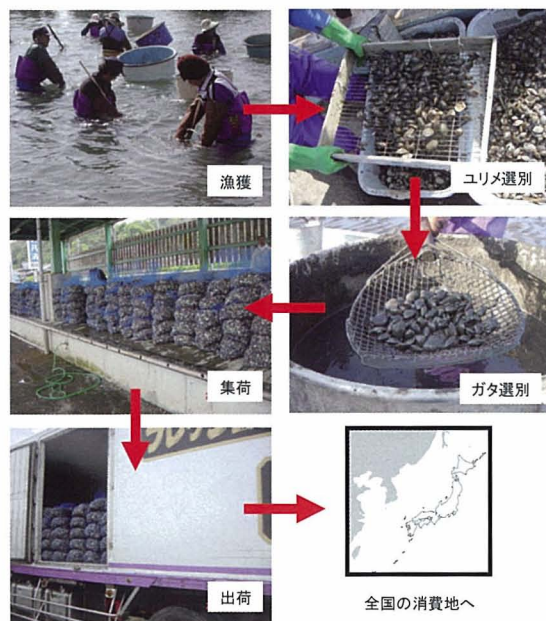 漁獲
ユリメ選別
ガタ選別
集荷
出荷
全国の消費地へ